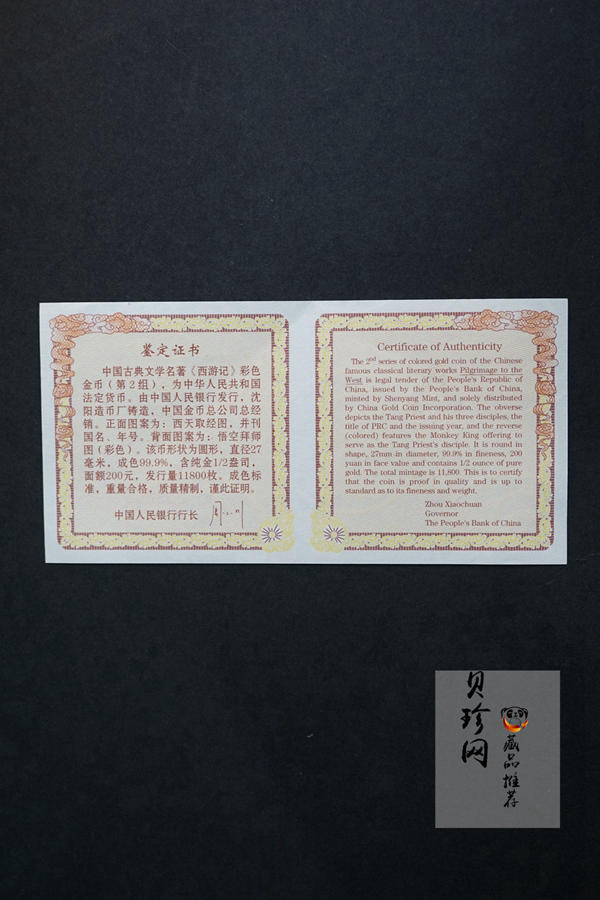 鉴定证书
中国古典文学名著《西游记》彩色
金币（第2组），为中华人民共和国
法定货币。由中国人民银行发行，沈
阳造币厂铸造，中国金币总公司总经
销。正面图案为：西天取经图，并刊
国名、年号。背面图案为：悟空拜师
图（彩色）。该币形状为圆形，直径27
毫米，成色99.9%，含纯金1/2盎司，
面额200元，发行量11800枚。成色标
准，重量合格，质量精制，谨此证明。
中国人民银行行长
Certificate of Authenticity
The 2nd series of colored gold coin of the Chinese
famous classical literary works Pilgrimage to the
West is legal tender of the People's Republic of
China, issued by the People's Bank of China,
minted by Shenyang Mint, and solely distributed
by China Gold Coin Incorporation. The obverse
depicts the Tang Priest and his three disciples, the
title of PRC and the issuing year, and the reverse
(colored) features the Monkey King offering to
serve as the Tang Priest's disciple. It is round in
shape, 27mm in diameter, 99.9% in fineness, 200
yuan in face value and contains 1/2 ounce of pure
gold. The total mintage is 11,800. This is to certify
that the coin is proof in quality and is up to
standard as to its fineness and weight.
Zhou Xiaochuan
Governor
The People's Bank of China
贝珍网
藏品推荐